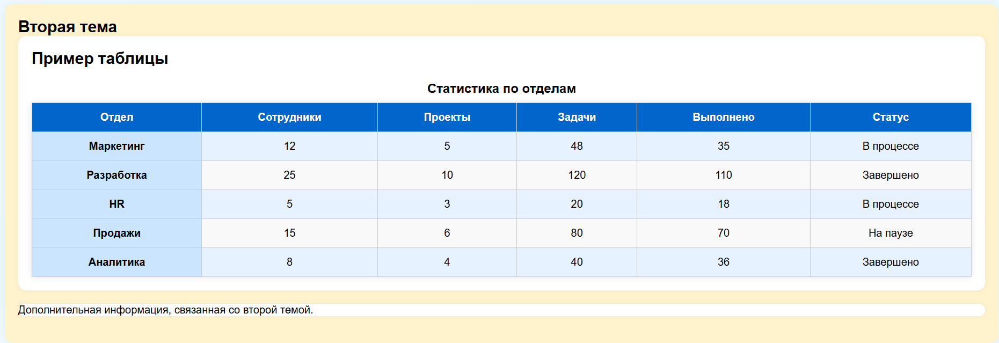 Вторая тема
Пример таблицы
Статистика по отделам
Отдел Сотрудники Проекты Задачи Выполнено Статус
Маркетинг 12 5 48 35 В процессе
Разработка 25 10 120 110 Завершено
HR 5 3 20 18 В процессе
Продажи 15 6 80 70 На паузе
Аналитика 8 4 40 36 Завершено
Дополнительная информация, связанная со второй темой.